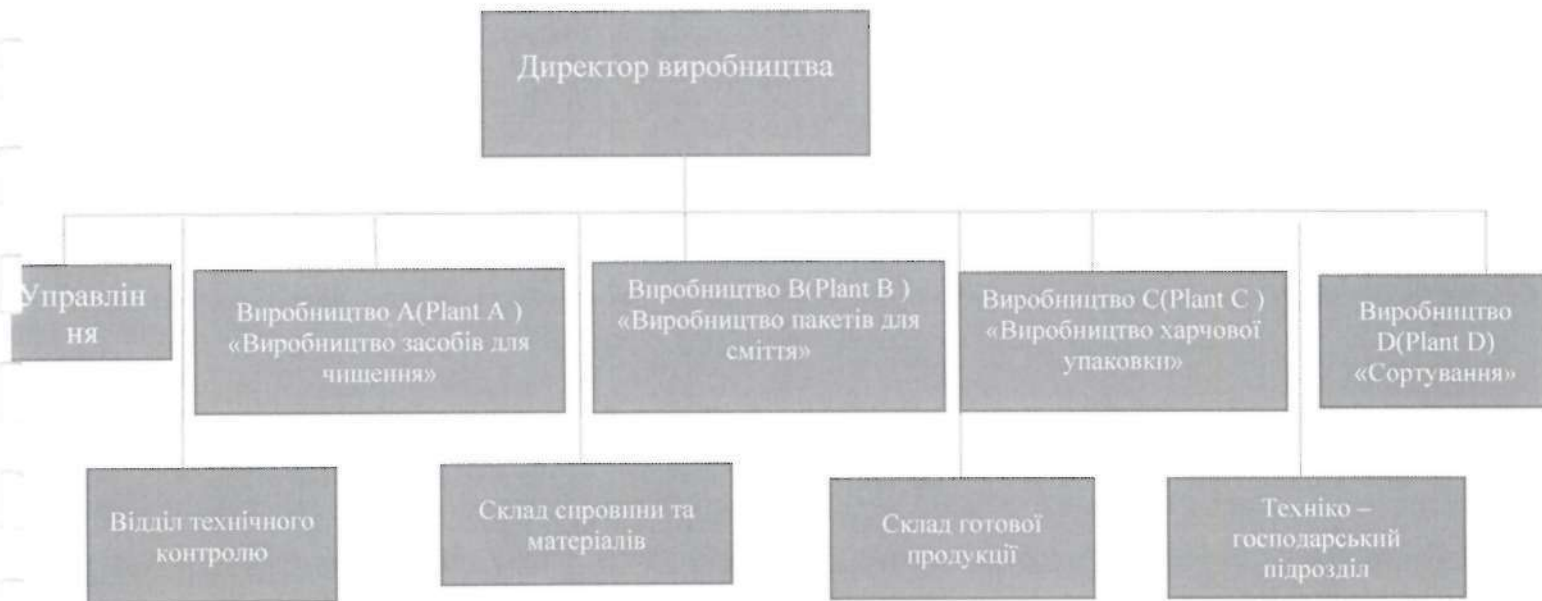 Директор виробництва
Управлін
ня
Виробництво А(Plant A )
«Виробництво засобів для
чищення»
Виробництво В(Plant B )
«Виробництво пакетів для
сміття»
Виробництво С(Plant C )
«Виробництво харчової
упаковки»
Виробництво
D(Plant D)
«Сортування»
Відділ технічного
контролю
Склад сировини та
матеріалів
Склад готової
продукції
Техніко –
господарський
підрозділ